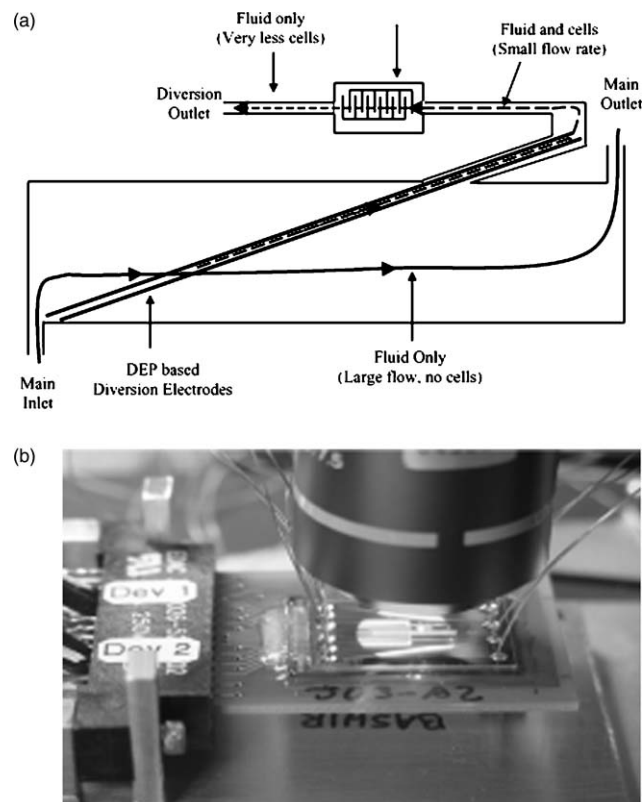 (a)
Fluid only
(Very less cells)
Fluid and cells
(Small flow rate)
Diversion
Outlet
Main
Outlet
DEP based
Diversion Electrodes
Fluid Only
(Large flow, no cells)
Main
Inlet
(b)
Dev 1
Dev 2
BASHIR